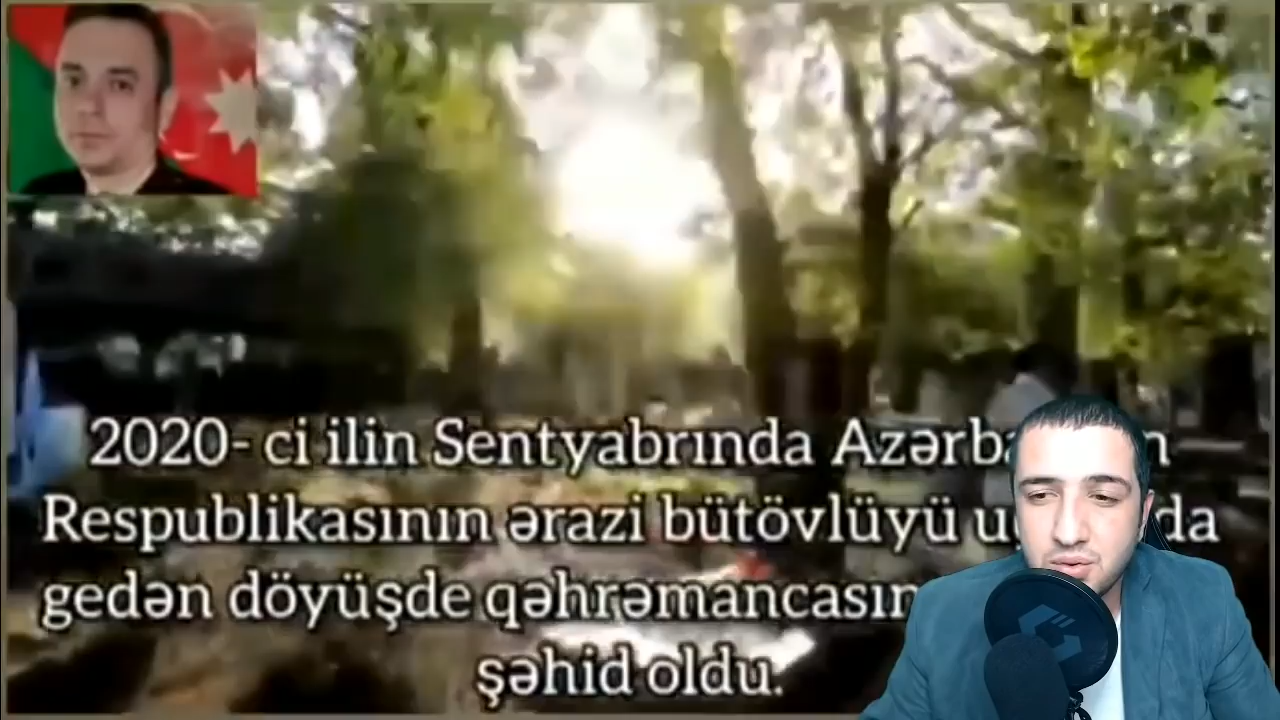 2020- ci ilin Sentyabrında
Respublikasının ərazi bütövlüyü
gedən döyüşde
şəhid oldu.